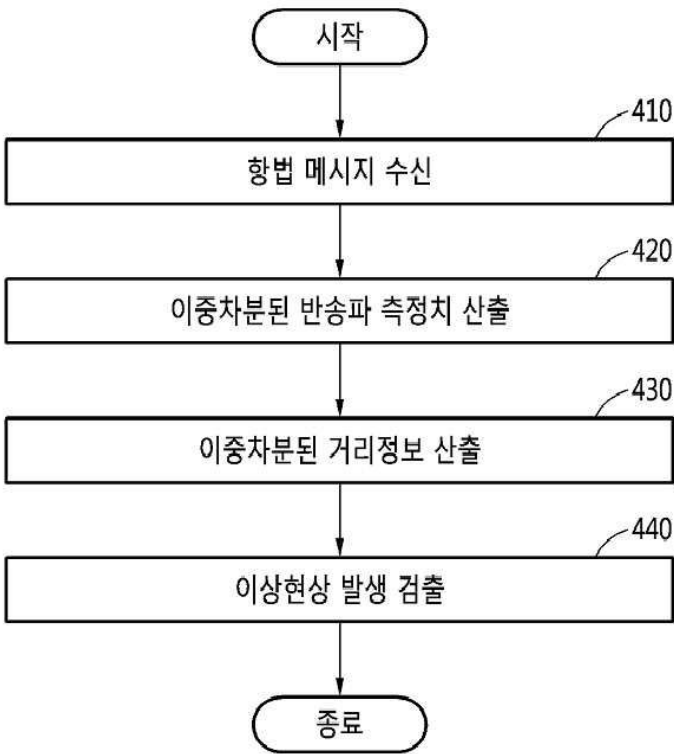 시작
410
항법 메시지 수신
420
이중차분된 반송파 측정치 산출
430
이중차분된 거리정보 산출
440
이상현상 발생 검출
종료